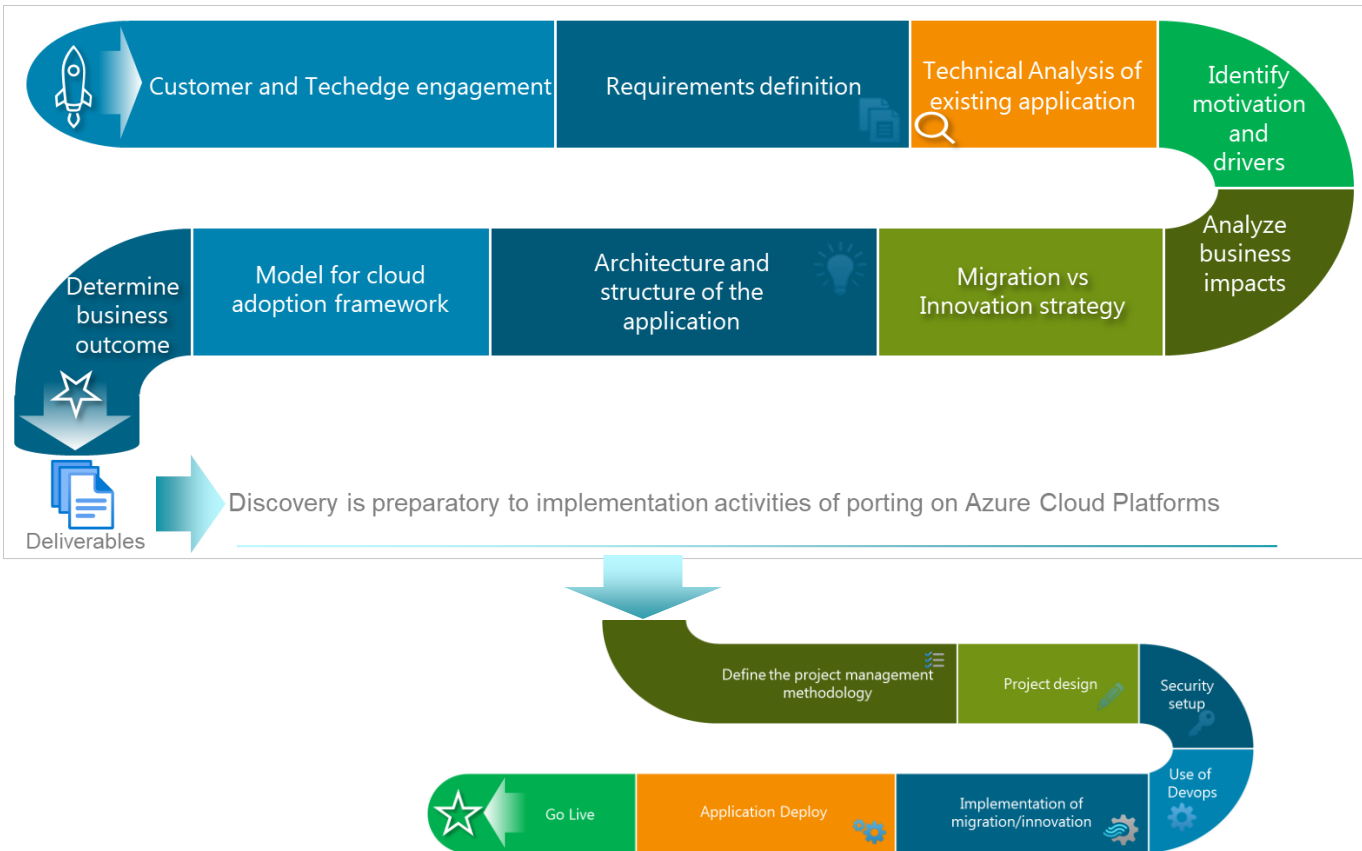 Customer and Techedge engagement
Requirements definition
Technical Analysis of
existing application
Identify
motivation
and
drivers
Analyze
business
impacts
Migration vs
Innovation strategy
Architecture and
structure of the
application
Model for cloud
adoption framework
Determine
business
outcome
Deliverables
Discovery is preparatory to implementation activities of porting on Azure Cloud Platforms
Define the project management
methodology
Project design
Security
setup
Use of
Devops
Implementation of
migration/innovation
Application Deploy
Go Live